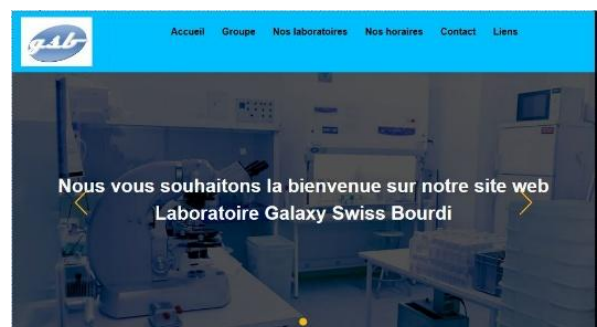 gsb
Accueil Groupe Nos laboratoires Nos horaires Contact Liens
Nous vous souhaitons la bienvenue sur notre site web
Laboratoire Galaxy Swiss Bourdi